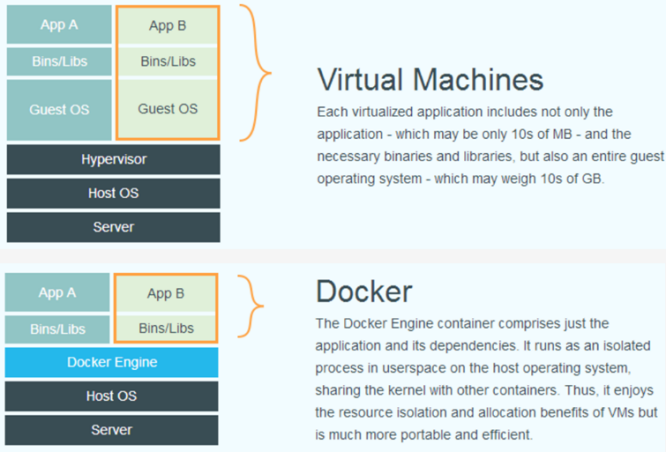 App A
App B
Bins/Libs
Bins/Libs
Guest OS
Guest OS
Hypervisor
Host OS
Server
Virtual Machines
Each virtualized application includes not only the
application - which may be only 10s of MB - and the
necessary binaries and libraries, but also an entire guest
operating system - which may weigh 10s of GB.
App A
App B
Bins/Libs
Bins/Libs
Docker Engine
Host OS
Server
Docker
The Docker Engine container comprises just the
application and its dependencies. It runs as an isolated
process in userspace on the host operating system,
sharing the kernel with other containers. Thus, it enjoys
the resource isolation and allocation benefits of VMs but
is much more portable and efficient.